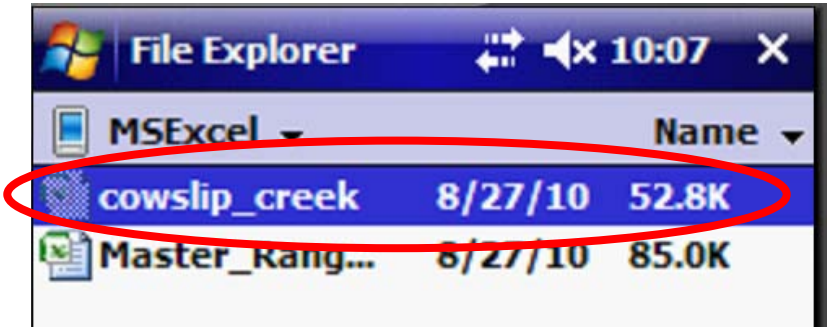 File Explorer 10:07
MSExcel Name
cowslip_creek 8/27/10 52.8K
Master_Rang... 8/27/10 85.0K